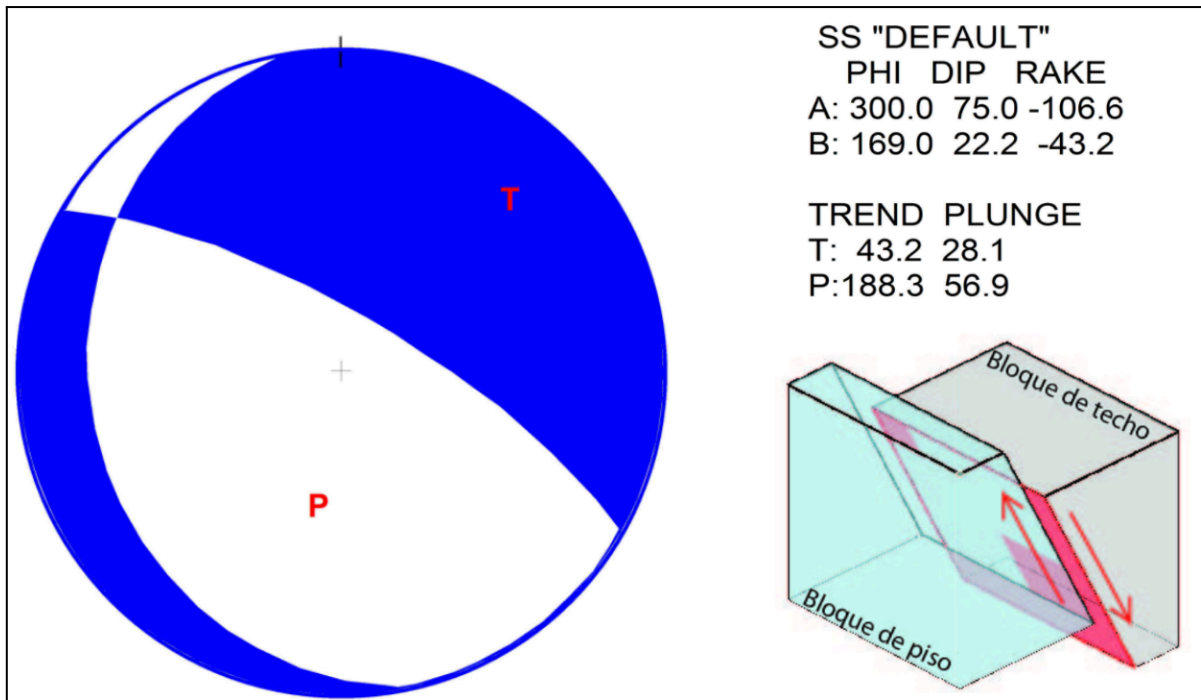 SS "DEFAULT"
PHI DIP RAKE
A: 300.0 75.0 -106.6
B: 169.0 22.2 -43.2
TREND PLUNGE
T: 43.2 28.1
P:188.3 56.9
T
P
Bloque de techo
Bloque de piso